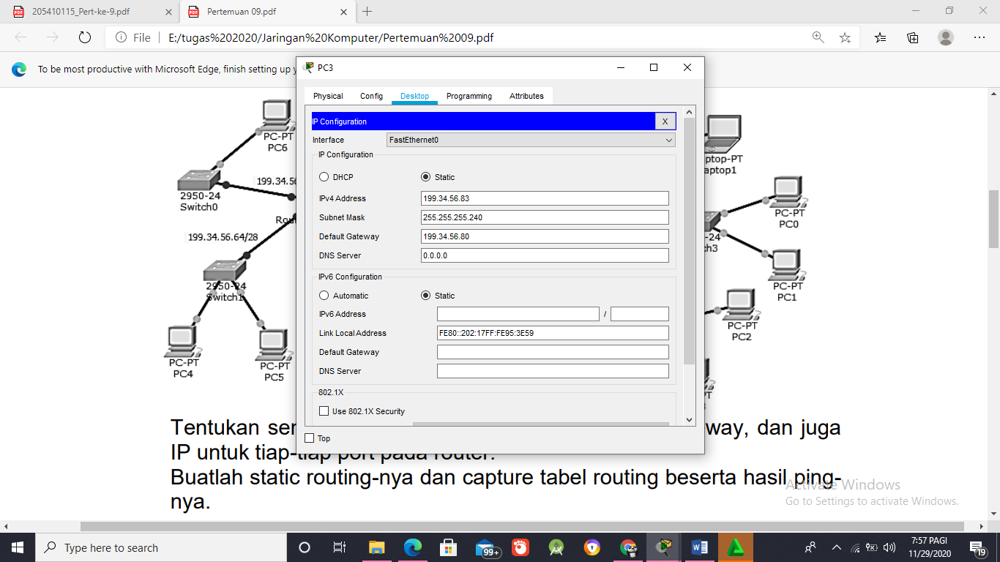 205410115_Pert-ke-9.pdf
Pertemuan 09.pdf
File
E:/tugas%202020/Jaringan%20Komputer/Pertemuan%2009.pdf
To be most productive with Microsoft Edge, finish setting up
PC3
Physical Config Desktop Programming Attributes
IP Configuration X
Interface FastEthernet0
IP Configuration
DHCP Static
IPv4 Address 199.34.56.83
Subnet Mask 255.255.255.240
Default Gateway 199.34.56.80
DNS Server 0.0.0.0
IPv6 Configuration
Automatic Static
IPv6 Address /
Link Local Address FE80::202:17FF:FE95:3E59
Default Gateway
DNS Server
802.1X
Use 802.1X Security
Top
PC-PT
PC6
199.34.56
2950-24
Switch0
Rou
199.34.56.64/28
2950-24
Switch1
PC-PT
PC4
PC-PT
PC5
ptop-PT
aptop1
PC-PT
PC0
-24
ch3
PC-PT
PC1
PC-PT
PC2
Tentukan ser way, dan juga
IP untuk tiap-tiap port pada router.
Buatlah static routing-nya dan capture tabel routing beserta hasil ping-
nya.
Activate Windows
Go to Settings to activate Windows.
Type here to search
99+
7:57 PAGI
11/29/2020
19